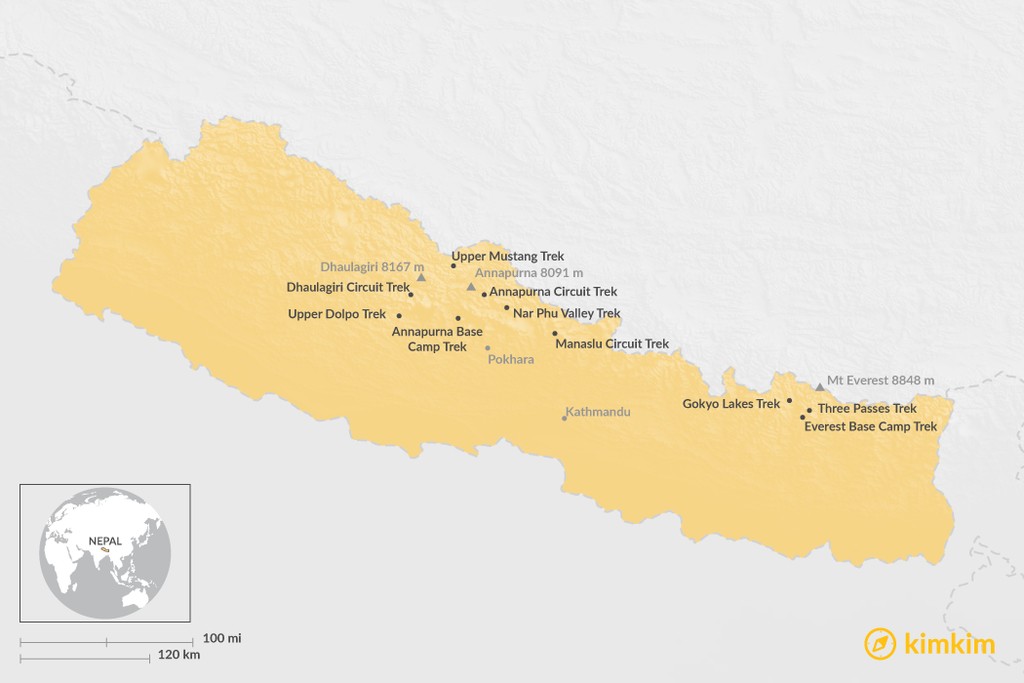 Upper Mustang Trek
Dhaulagiri 8167 m
Annapurna 8091 m
Dhaulagiri Circuit Trek
Annapurna Circuit Trek
Upper Dolpo Trek
Nar Phu Valley Trek
Annapurna Base
Camp Trek
Manaslu Circuit Trek
Pokhara
Mt Everest 8848 m
Gokyo Lakes Trek
Three Passes Trek
Kathmandu
Everest Base Camp Trek
NEPAL
100 mi
120 km
kimkim